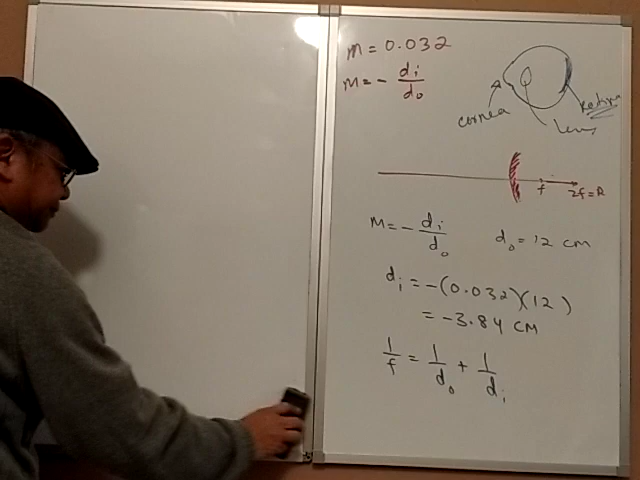 m = 0.032
m = - di/do
cornea
Lens
Retina
f
2f = R
m = - di/do
do = 12 cm
di = -(0.032)(12)
= -3.84 cm
1/f = 1/do + 1/di